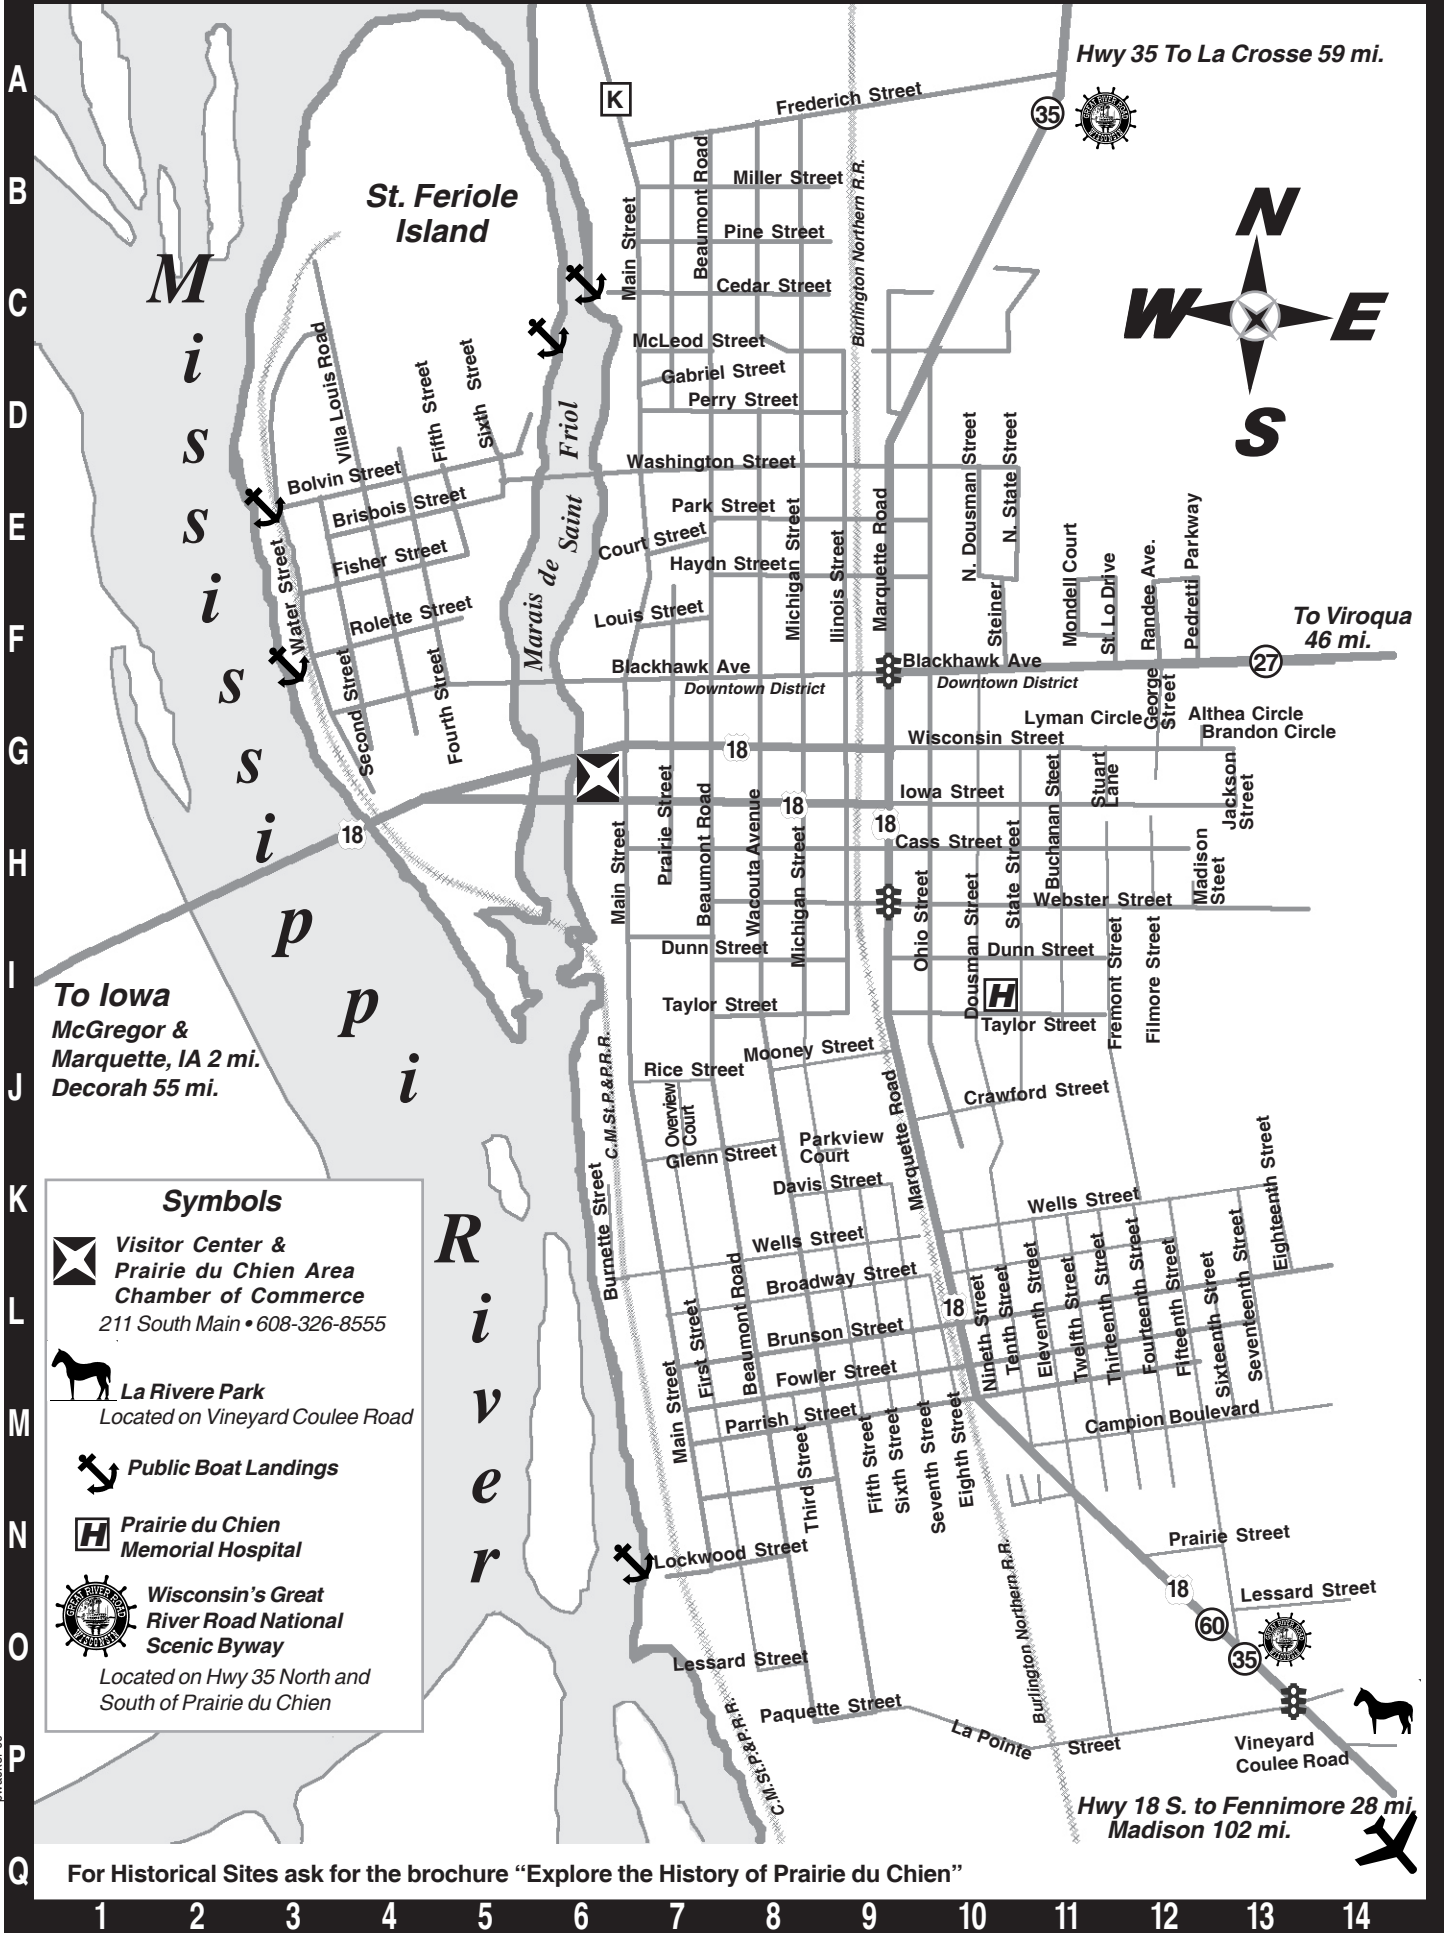 A
B
C
D
E
F
G
H
I
J
K
L
M
N
O
P
Q
1 2 3 4 5 6 7 8 9 10 11 12 13 14
Hwy 35 To La Crosse 59 mi.
35
GREAT RIVER ROAD
WISCONSIN
K
Frederich Street
Miller Street
Pine Street
Cedar Street
McLeod Street
Gabriel Street
Perry Street
Washington Street
Park Street
Court Street
Haydn Street
Louis Street
Blackhawk Ave
Downtown District
Main Street
Beaumont Road
Burlington Northern R.R.
Michigan Street
Illinois Street
Marquette Road
N
W E
S
St. Feriole
Island
Mississippi
River
Marais de Saint Friol
Villa Louis Road
Fifth Street
Sixth Street
Bolvin Street
Brisbois Street
Fisher Street
Rolette Street
Water Street
Second Street
Fourth Street
N. Dousman Street
N. State Street
Steiner
Mondell Court
St. Lo Drive
Randee Ave.
Pedretti Parkway
To Viroqua
46 mi.
27
Blackhawk Ave
Downtown District
George
Street
Lyman Circle
Althea Circle
Brandon Circle
Wisconsin Street
18
Iowa Street
18
18
18
Stuart
Lane
Jackson
Street
Buchanan Steet
Cass Street
Madison
Steet
Webster Street
Main Street
Prairie Street
Beaumont Road
Wacouta Avenue
Michigan Street
Ohio Street
Dousman Street
State Street
Dunn Street
Dunn Street
H
Taylor Street
Taylor Street
Fremont Street
Filmore Street
To Iowa
McGregor &
Marquette, IA 2 mi.
Decorah 55 mi.
Mooney Street
Rice Street
Overview
Court
C.M.St.P.&P.R.R.
Crawford Street
Parkview
Court
Glenn Street
Davis Street
Marquette Road
Burnette Street
Wells Street
Wells Street
Eighteenth Street
Broadway Street
Brunson Street
Fowler Street
Parrish Street
Main Street
First Street
Beaumont Road
Third Street
Fifth Street
Sixth Street
Seventh Street
Eighth Street
18
Nineth Street
Tenth Street
Eleventh Street
Twelfth Street
Thirteenth Street
Fourteenth Street
Fifteenth Street
Sixteenth Street
Seventeenth Street
Campion Boulevard
Lockwood Street
Prairie Street
Lessard Street
18
60
35
GREAT RIVER ROAD
WISCONSIN
Burlington Northern R.R.
Lessard Street
Paquette Street
La Pointe Street
C.M.St.P.&P.R.R.
Vineyard
Coulee Road
Hwy 18 S. to Fennimore 28 mi.
Madison 102 mi.
Symbols
Visitor Center &
Prairie du Chien Area
Chamber of Commerce
211 South Main • 608-326-8555
La Rivere Park
Located on Vineyard Coulee Road
Public Boat Landings
H
Prairie du Chien
Memorial Hospital
GREAT RIVER ROAD
WISCONSIN
Wisconsin's Great
River Road National
Scenic Byway
Located on Hwy 35 North and
South of Prairie du Chien
For Historical Sites ask for the brochure “Explore the History of Prairie du Chien”